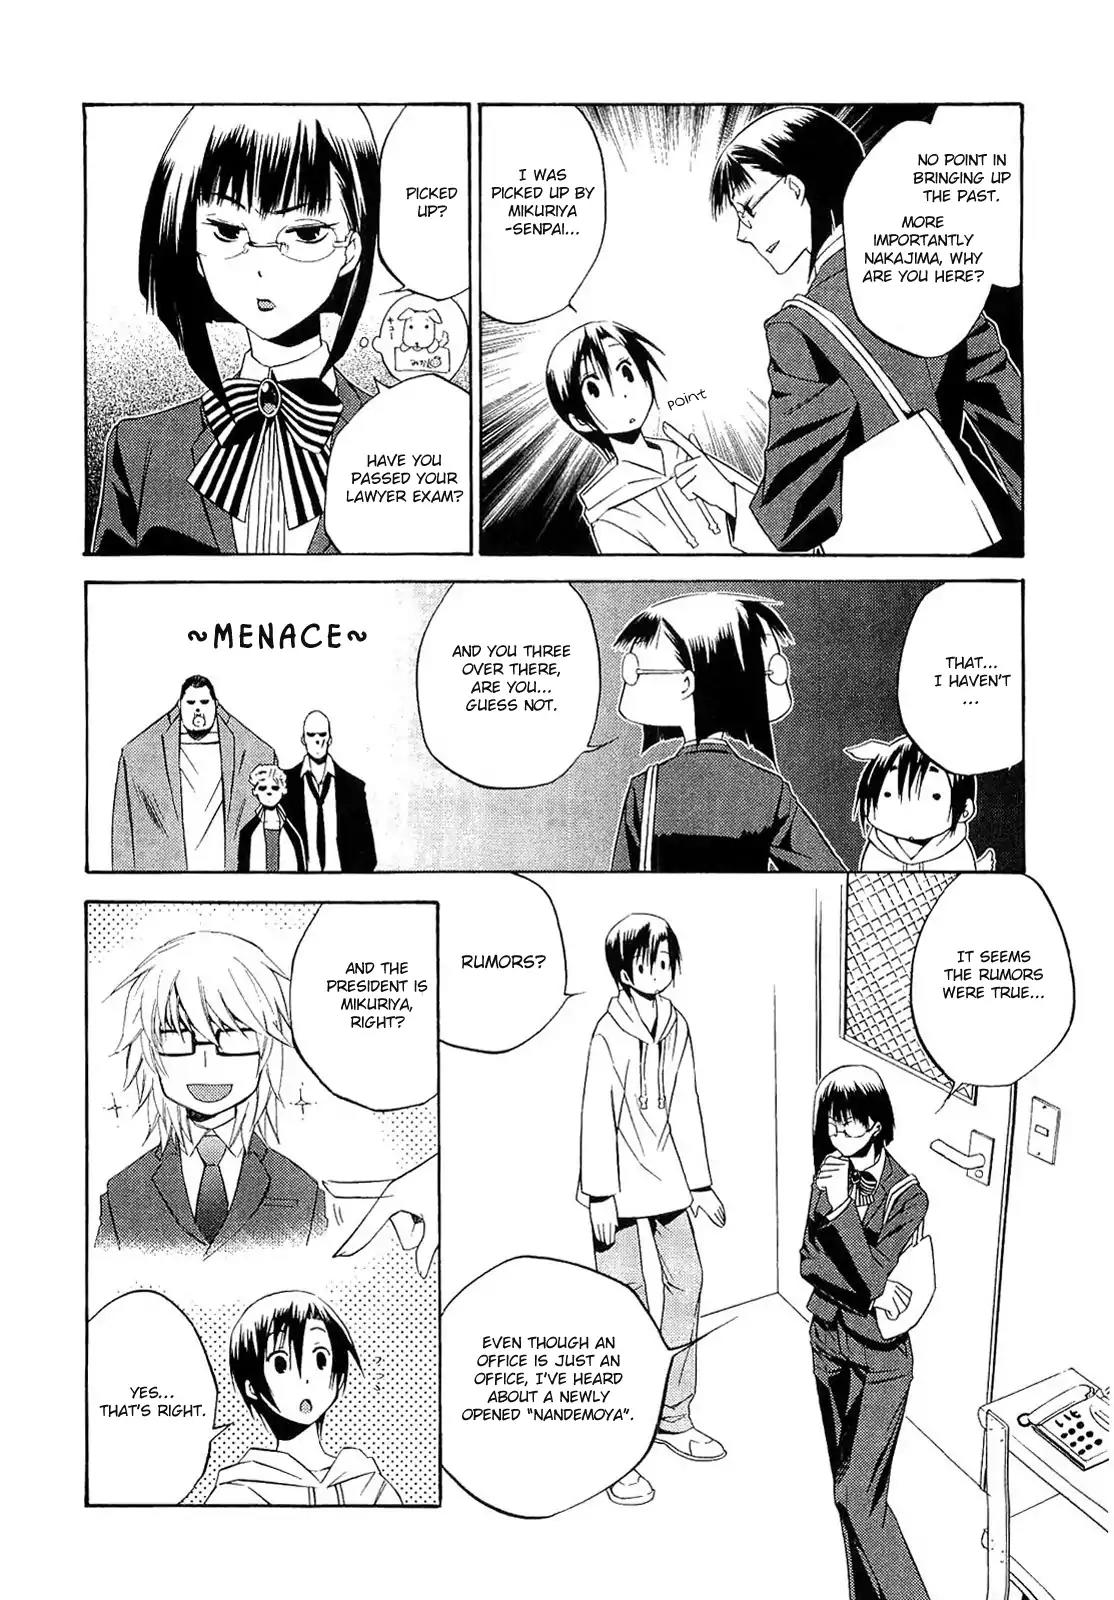 NO POINT IN
BRINGING UP
THE PAST.
MORE
IMPORTANTLY
NAKAJIMA, WHY
ARE YOU HERE?
I WAS
PICKED UP BY
MIKURIYA
-SENPAI...
POINT
PICKED
UP?
みかん
HAVE YOU
PASSED YOUR
LAWYER EXAM?
THAT...
I HAVEN'T
...
AND YOU THREE
OVER THERE,
ARE YOU...
GUESS NOT.
~MENACE~
IT SEEMS
THE RUMORS
WERE TRUE...
RUMORS?
EVEN THOUGH AN
OFFICE IS JUST AN
OFFICE, I'VE HEARD
ABOUT A NEWLY
OPENED "NANDEMOYA".
AND THE
PRESIDENT IS
MIKURIYA,
RIGHT?
YES...
THAT'S RIGHT.